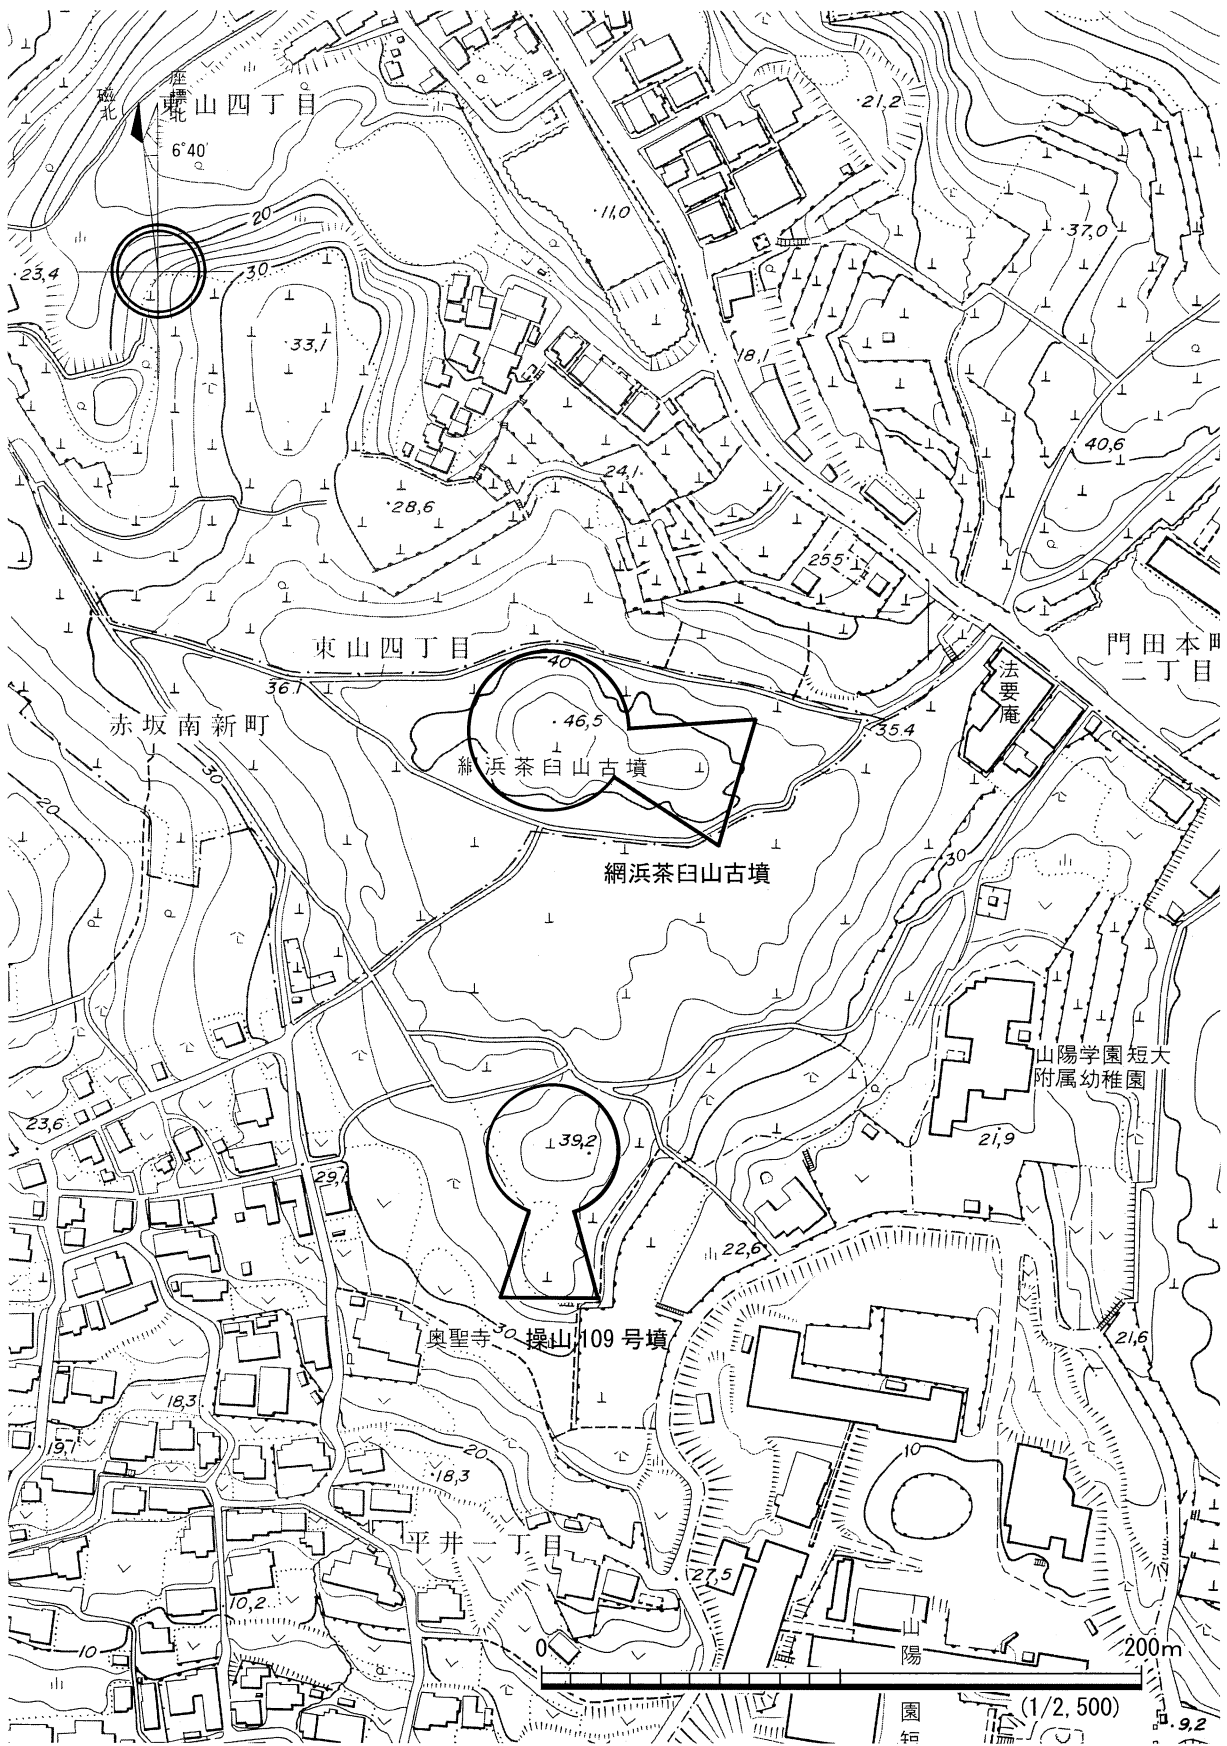 座標北
磁北
東山四丁目
6°40′
21,2
11,0
37,0
20
23,4
30
33,1
18,1
40,6
24,1
28,6
255
東山四丁目
門田本町
二丁目
40
法要庵
36.1
46,5
35.4
赤坂南新町
30
網浜茶臼山古墳
20
30
網浜茶臼山古墳
山陽学園短大
附属幼稚園
23,6
39,2
21,9
29,1
22,6
奥聖寺
30
操山109号墳
21,6
18,3
19,7
20
18,3
10
平井一丁目
27,5
10,2
10
0
200m
山陽
(1/2,500)
園短
9,2